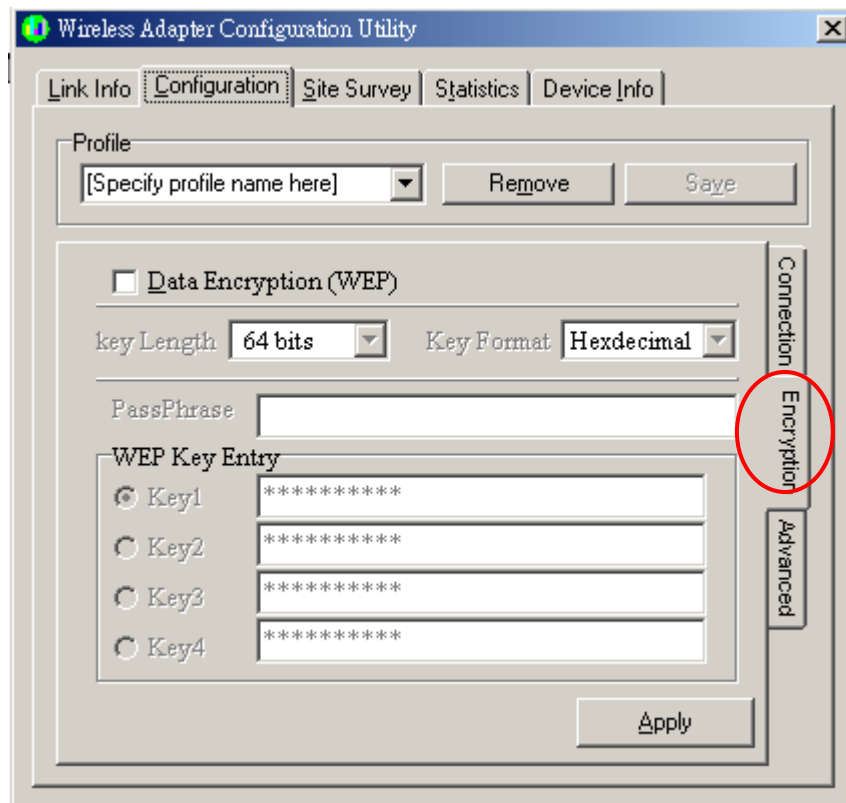 Wireless Adapter Configuration Utility
Link Info Configuration Site Survey Statistics Device Info
Profile
[Specify profile name here] Remove Save
Data Encryption (WEP)
key Length 64 bits Key Format Hexdecimal
PassPhrase
WEP Key Entry
Key1 **********
Key2 **********
Key3 **********
Key4 **********
Apply
Connection
Encryption
Advanced